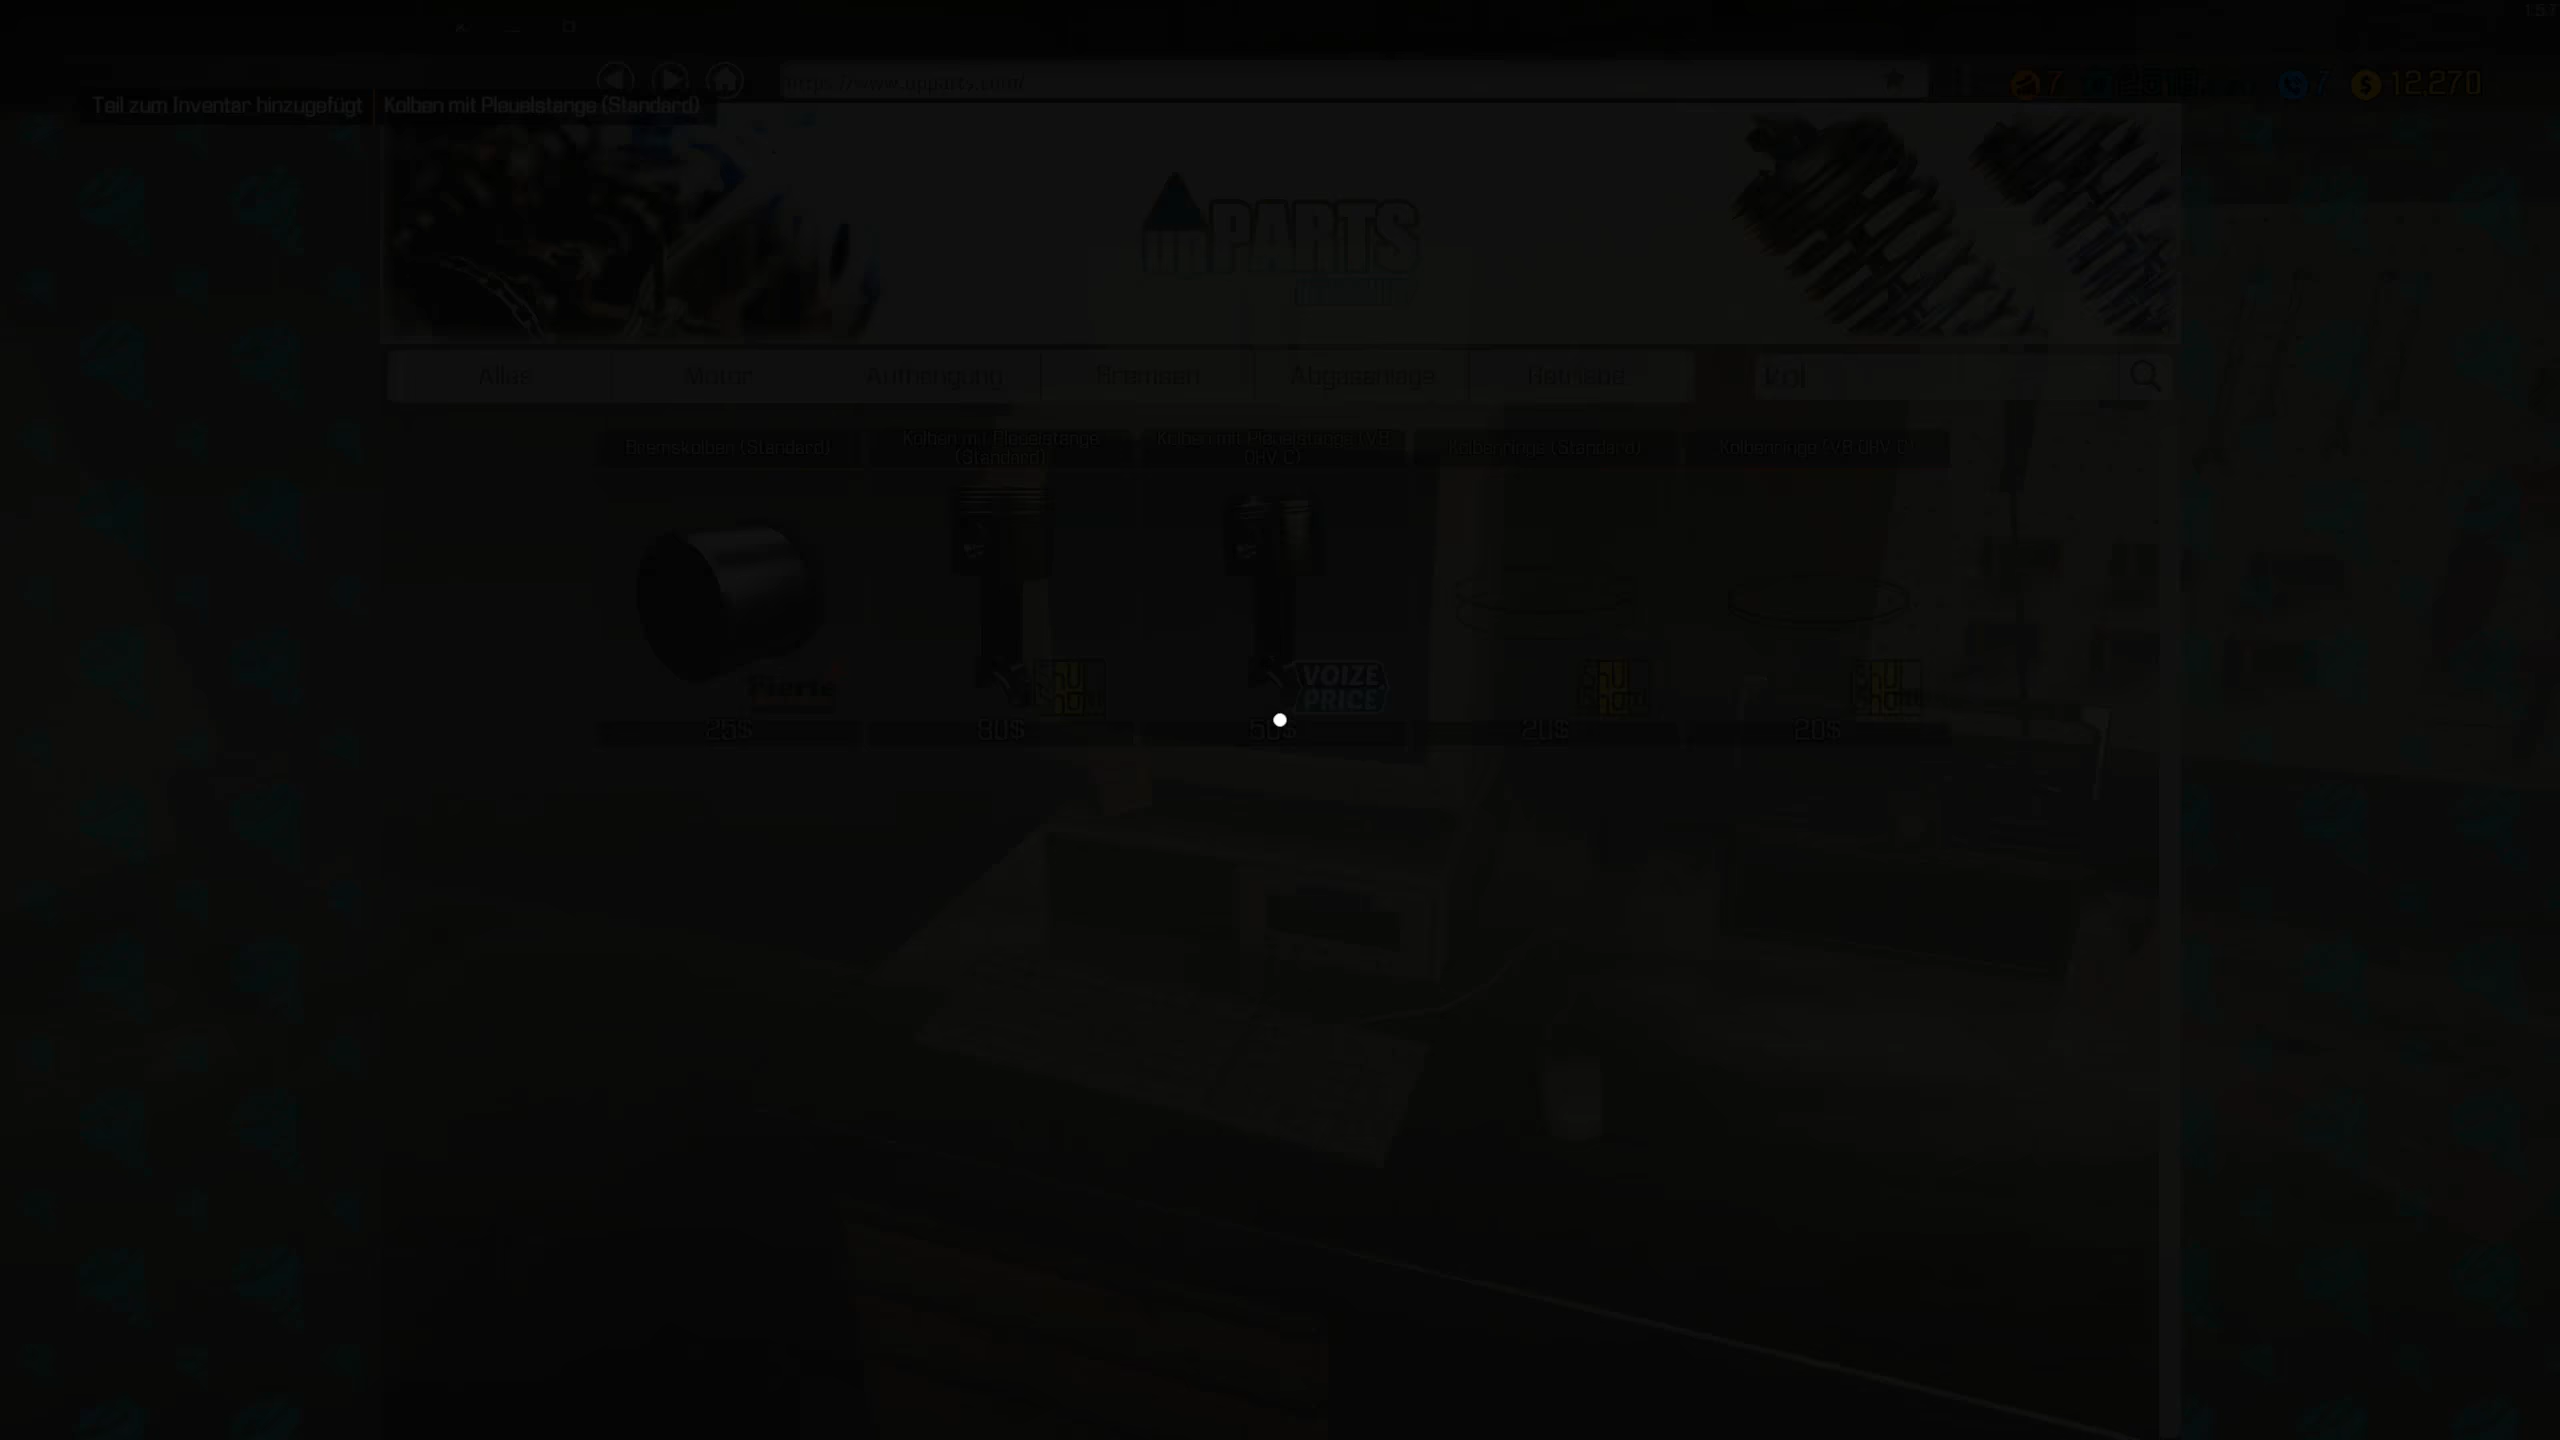 https://www.upparts.com/
7
7
12,270
Teil zum Inventar hinzugefügt
Kolben mit Pleuelstange (Standard)
UPPARTS
Alles
Motor
Aufhängung
Bremsen
Abgasanlage
Getriebe
kol
Bremskolben (Standard)
Kolben mit Pleuelstange
(Standard)
Kolben mit Pleuelstange (V8
OHV C)
Kolbenringe (Standard)
Kolbenringe (V8 OHV C)
VOIZE
PRICE
25$
80$
50$
20$
20$